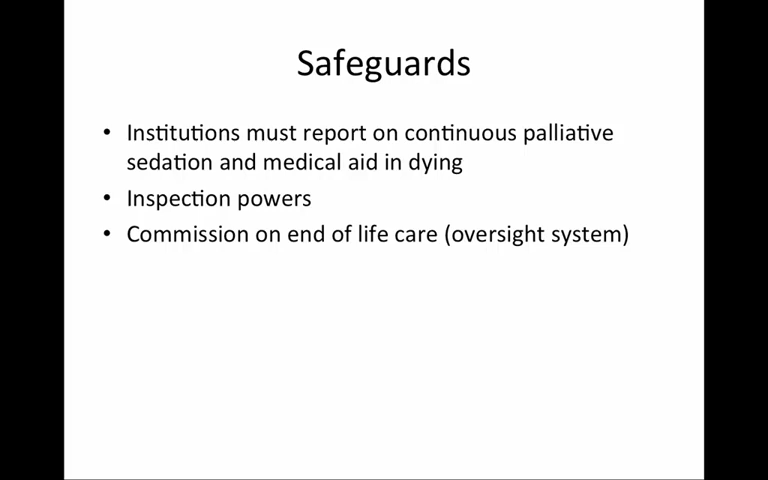 Safeguards
• Institutions must report on continuous palliative
sedation and medical aid in dying
• Inspection powers
• Commission on end of life care (oversight system)